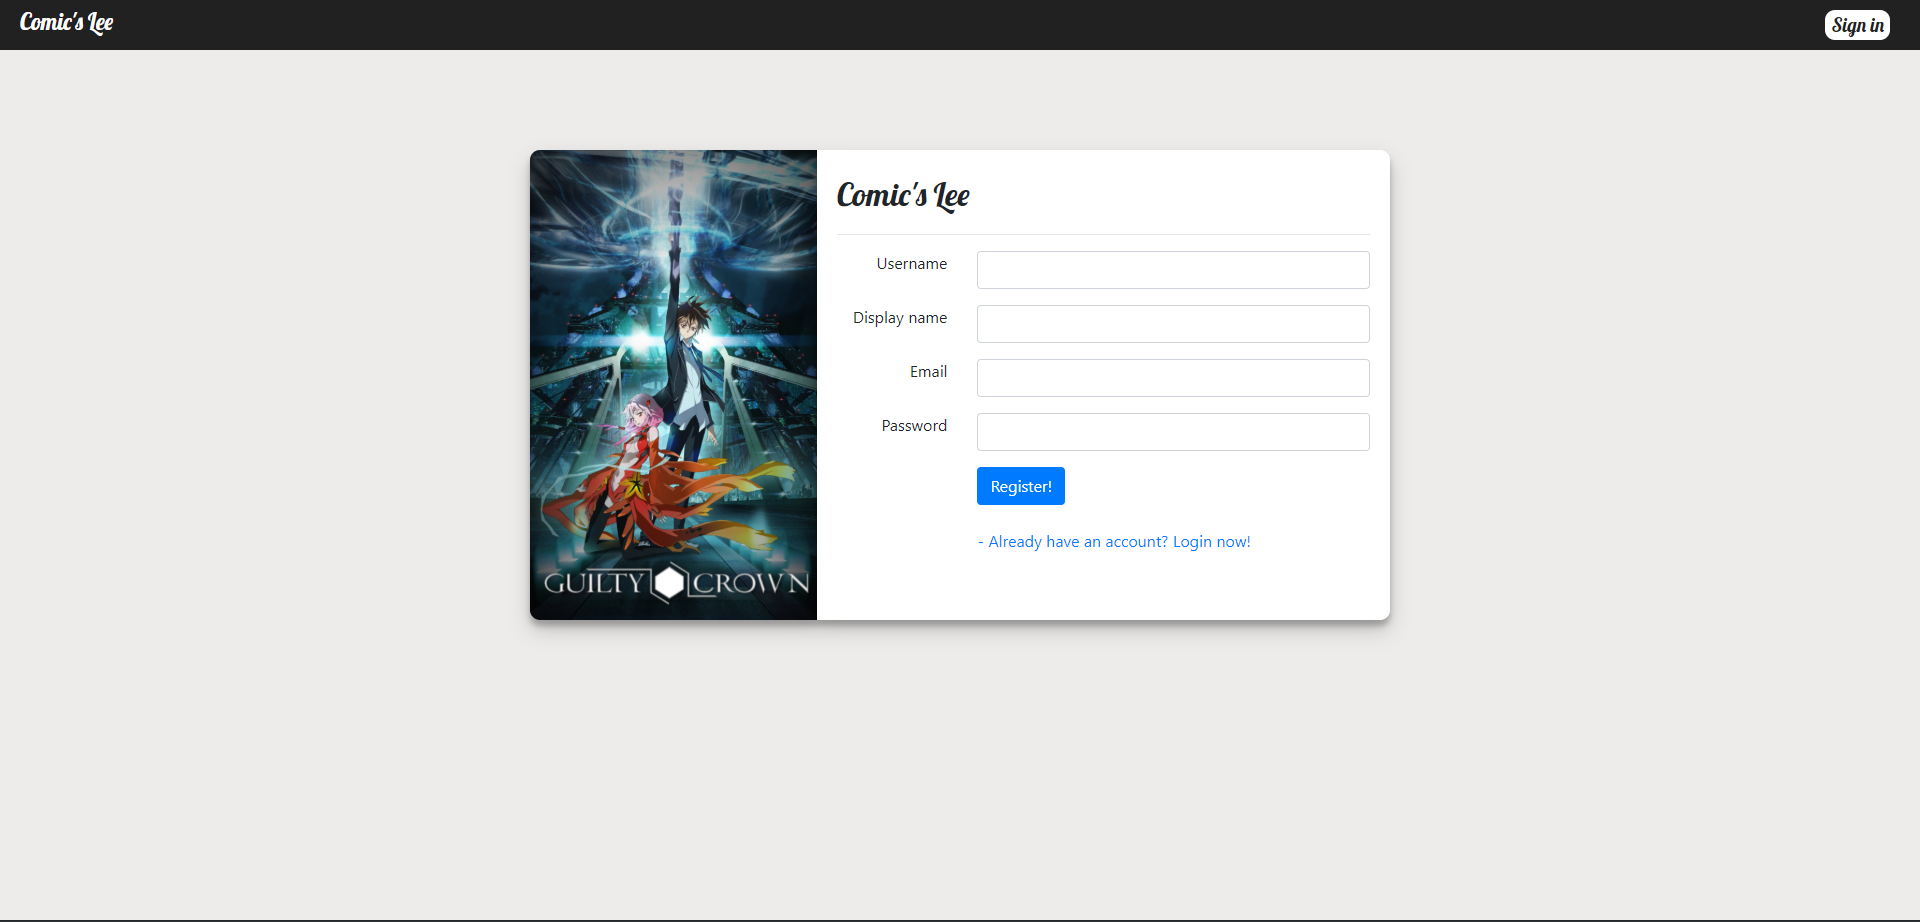 Comic's Lee
Sign in
Comic's Lee
Username
Display name
Email
Password
Register!
- Already have an account? Login now!
GUILTY CROWN